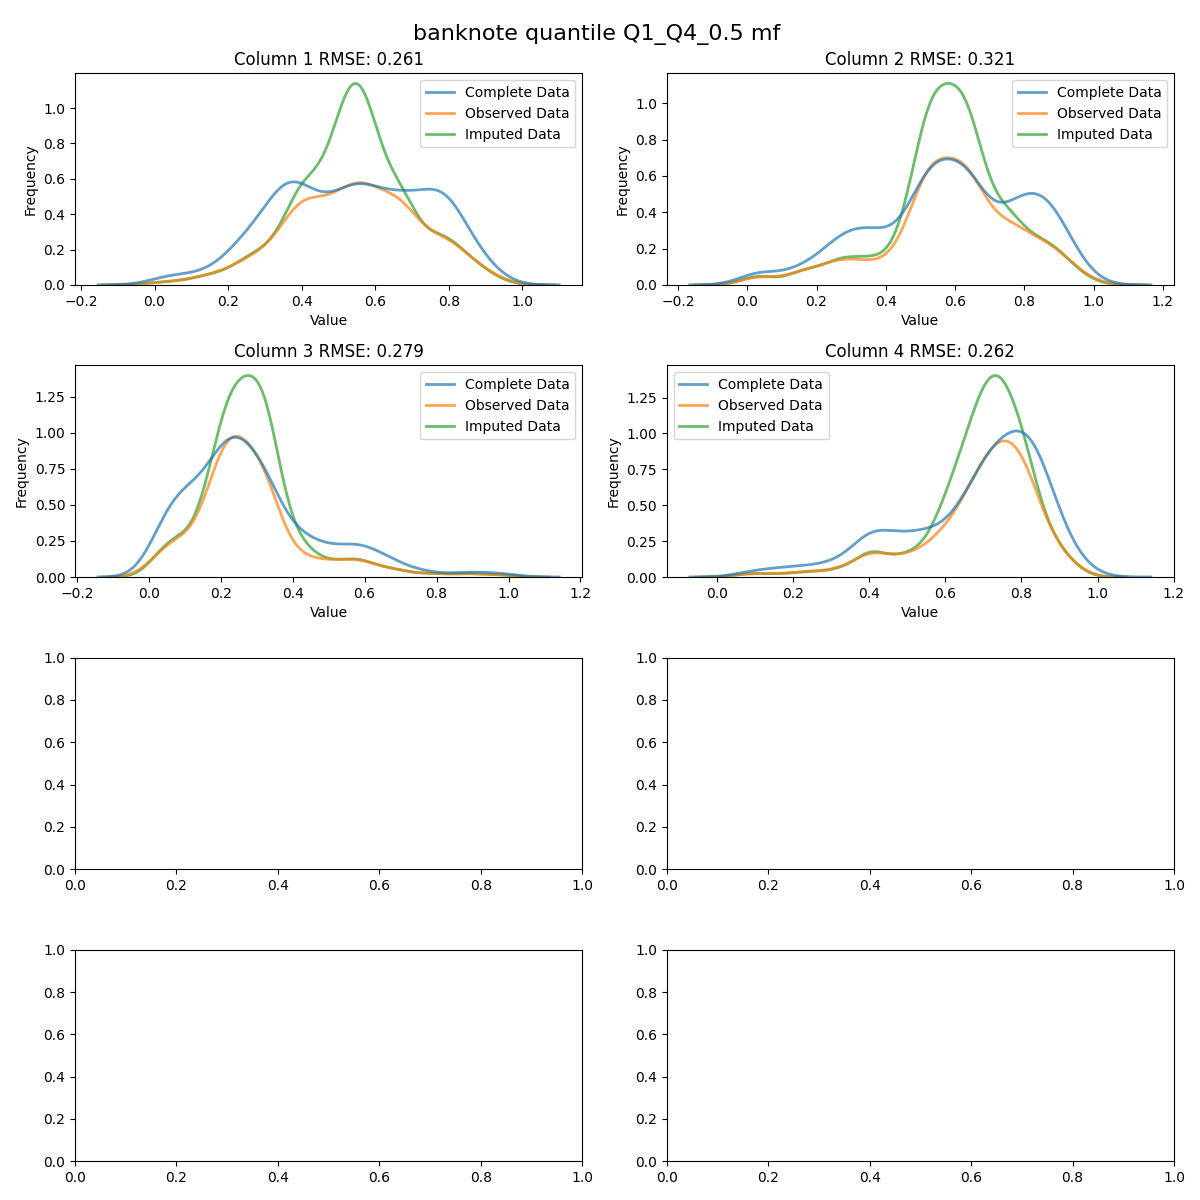 banknote quantile Q1_Q4_0.5 mf
Column 1 RMSE: 0.261
Frequency
1.0
0.8
0.6
0.4
0.2
0.0
Complete Data
Observed Data
Imputed Data
−0.2 0.0 0.2 0.4 0.6 0.8 1.0
Value
Column 2 RMSE: 0.321
Frequency
1.0
0.8
0.6
0.4
0.2
0.0
Complete Data
Observed Data
Imputed Data
−0.2 0.0 0.2 0.4 0.6 0.8 1.0 1.2
Value
Column 3 RMSE: 0.279
Frequency
1.25
1.00
0.75
0.50
0.25
0.00
Complete Data
Observed Data
Imputed Data
−0.2 0.0 0.2 0.4 0.6 0.8 1.0 1.2
Value
Column 4 RMSE: 0.262
Frequency
1.25
1.00
0.75
0.50
0.25
0.00
Complete Data
Observed Data
Imputed Data
0.0 0.2 0.4 0.6 0.8 1.0 1.2
Value
1.0
0.8
0.6
0.4
0.2
0.0
0.0 0.2 0.4 0.6 0.8 1.0
1.0
0.8
0.6
0.4
0.2
0.0
0.0 0.2 0.4 0.6 0.8 1.0
1.0
0.8
0.6
0.4
0.2
0.0
0.0 0.2 0.4 0.6 0.8 1.0
1.0
0.8
0.6
0.4
0.2
0.0
0.0 0.2 0.4 0.6 0.8 1.0